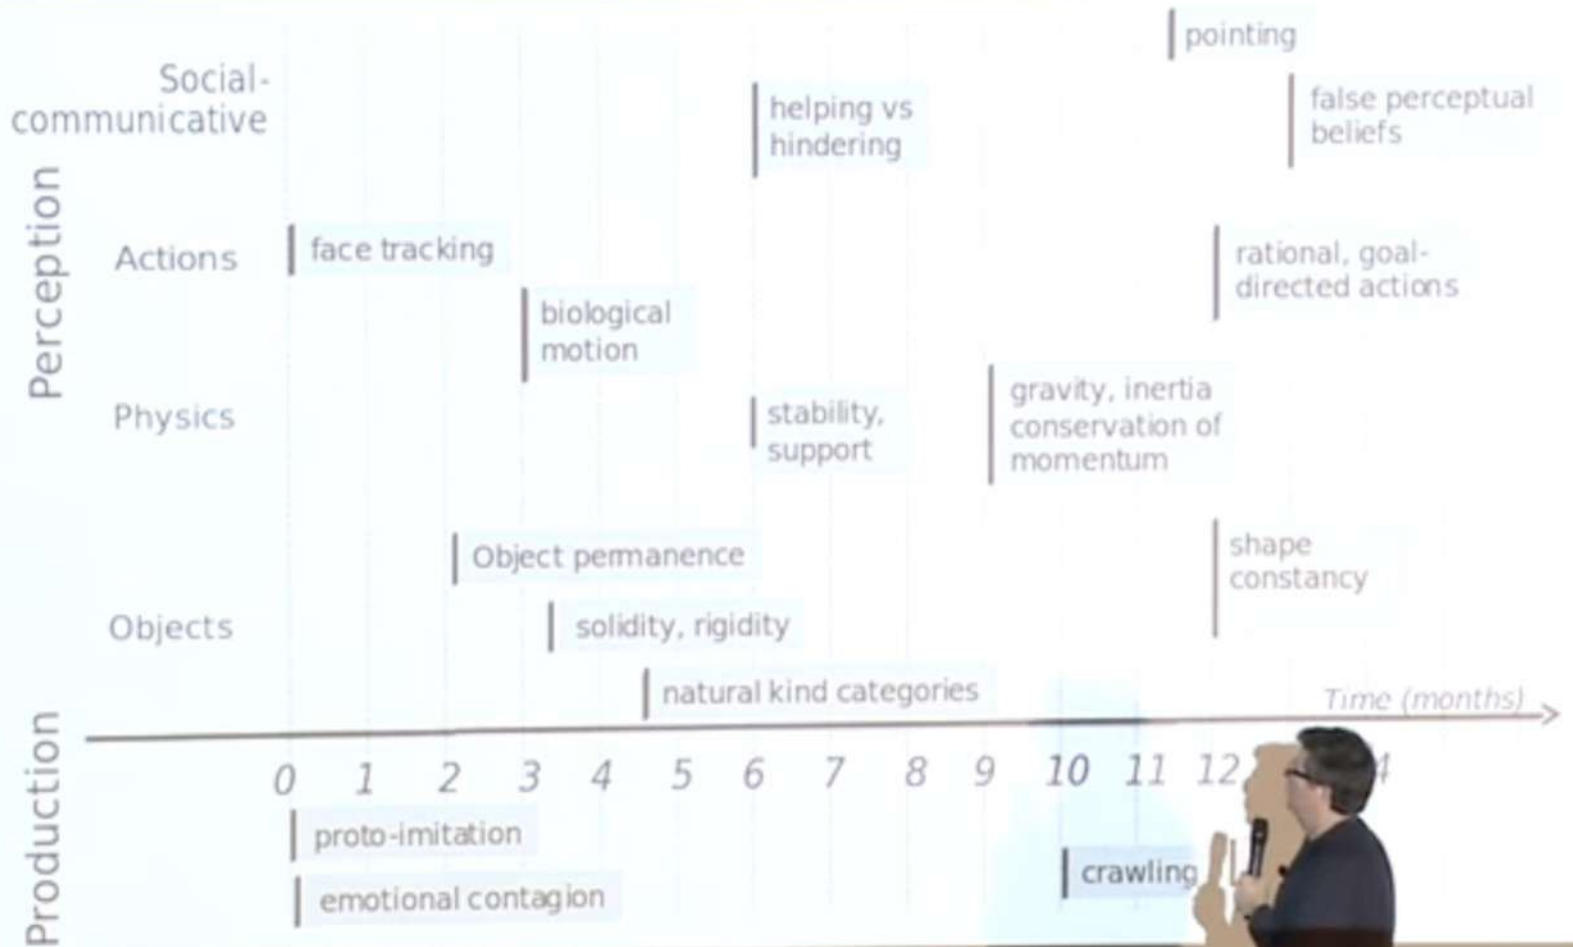 pointing
Social-
communicative
helping vs
hindering
false perceptual
beliefs
Perception
Actions
face tracking
rational, goal-
directed actions
biological
motion
Physics
stability,
support
gravity, inertia
conservation of
momentum
Object permanence
shape
constancy
Objects
solidity, rigidity
natural kind categories
Time (months)
Production
0 1 2 3 4 5 6 7 8 9 10 11 12 4
proto-imitation
crawling
emotional contagion